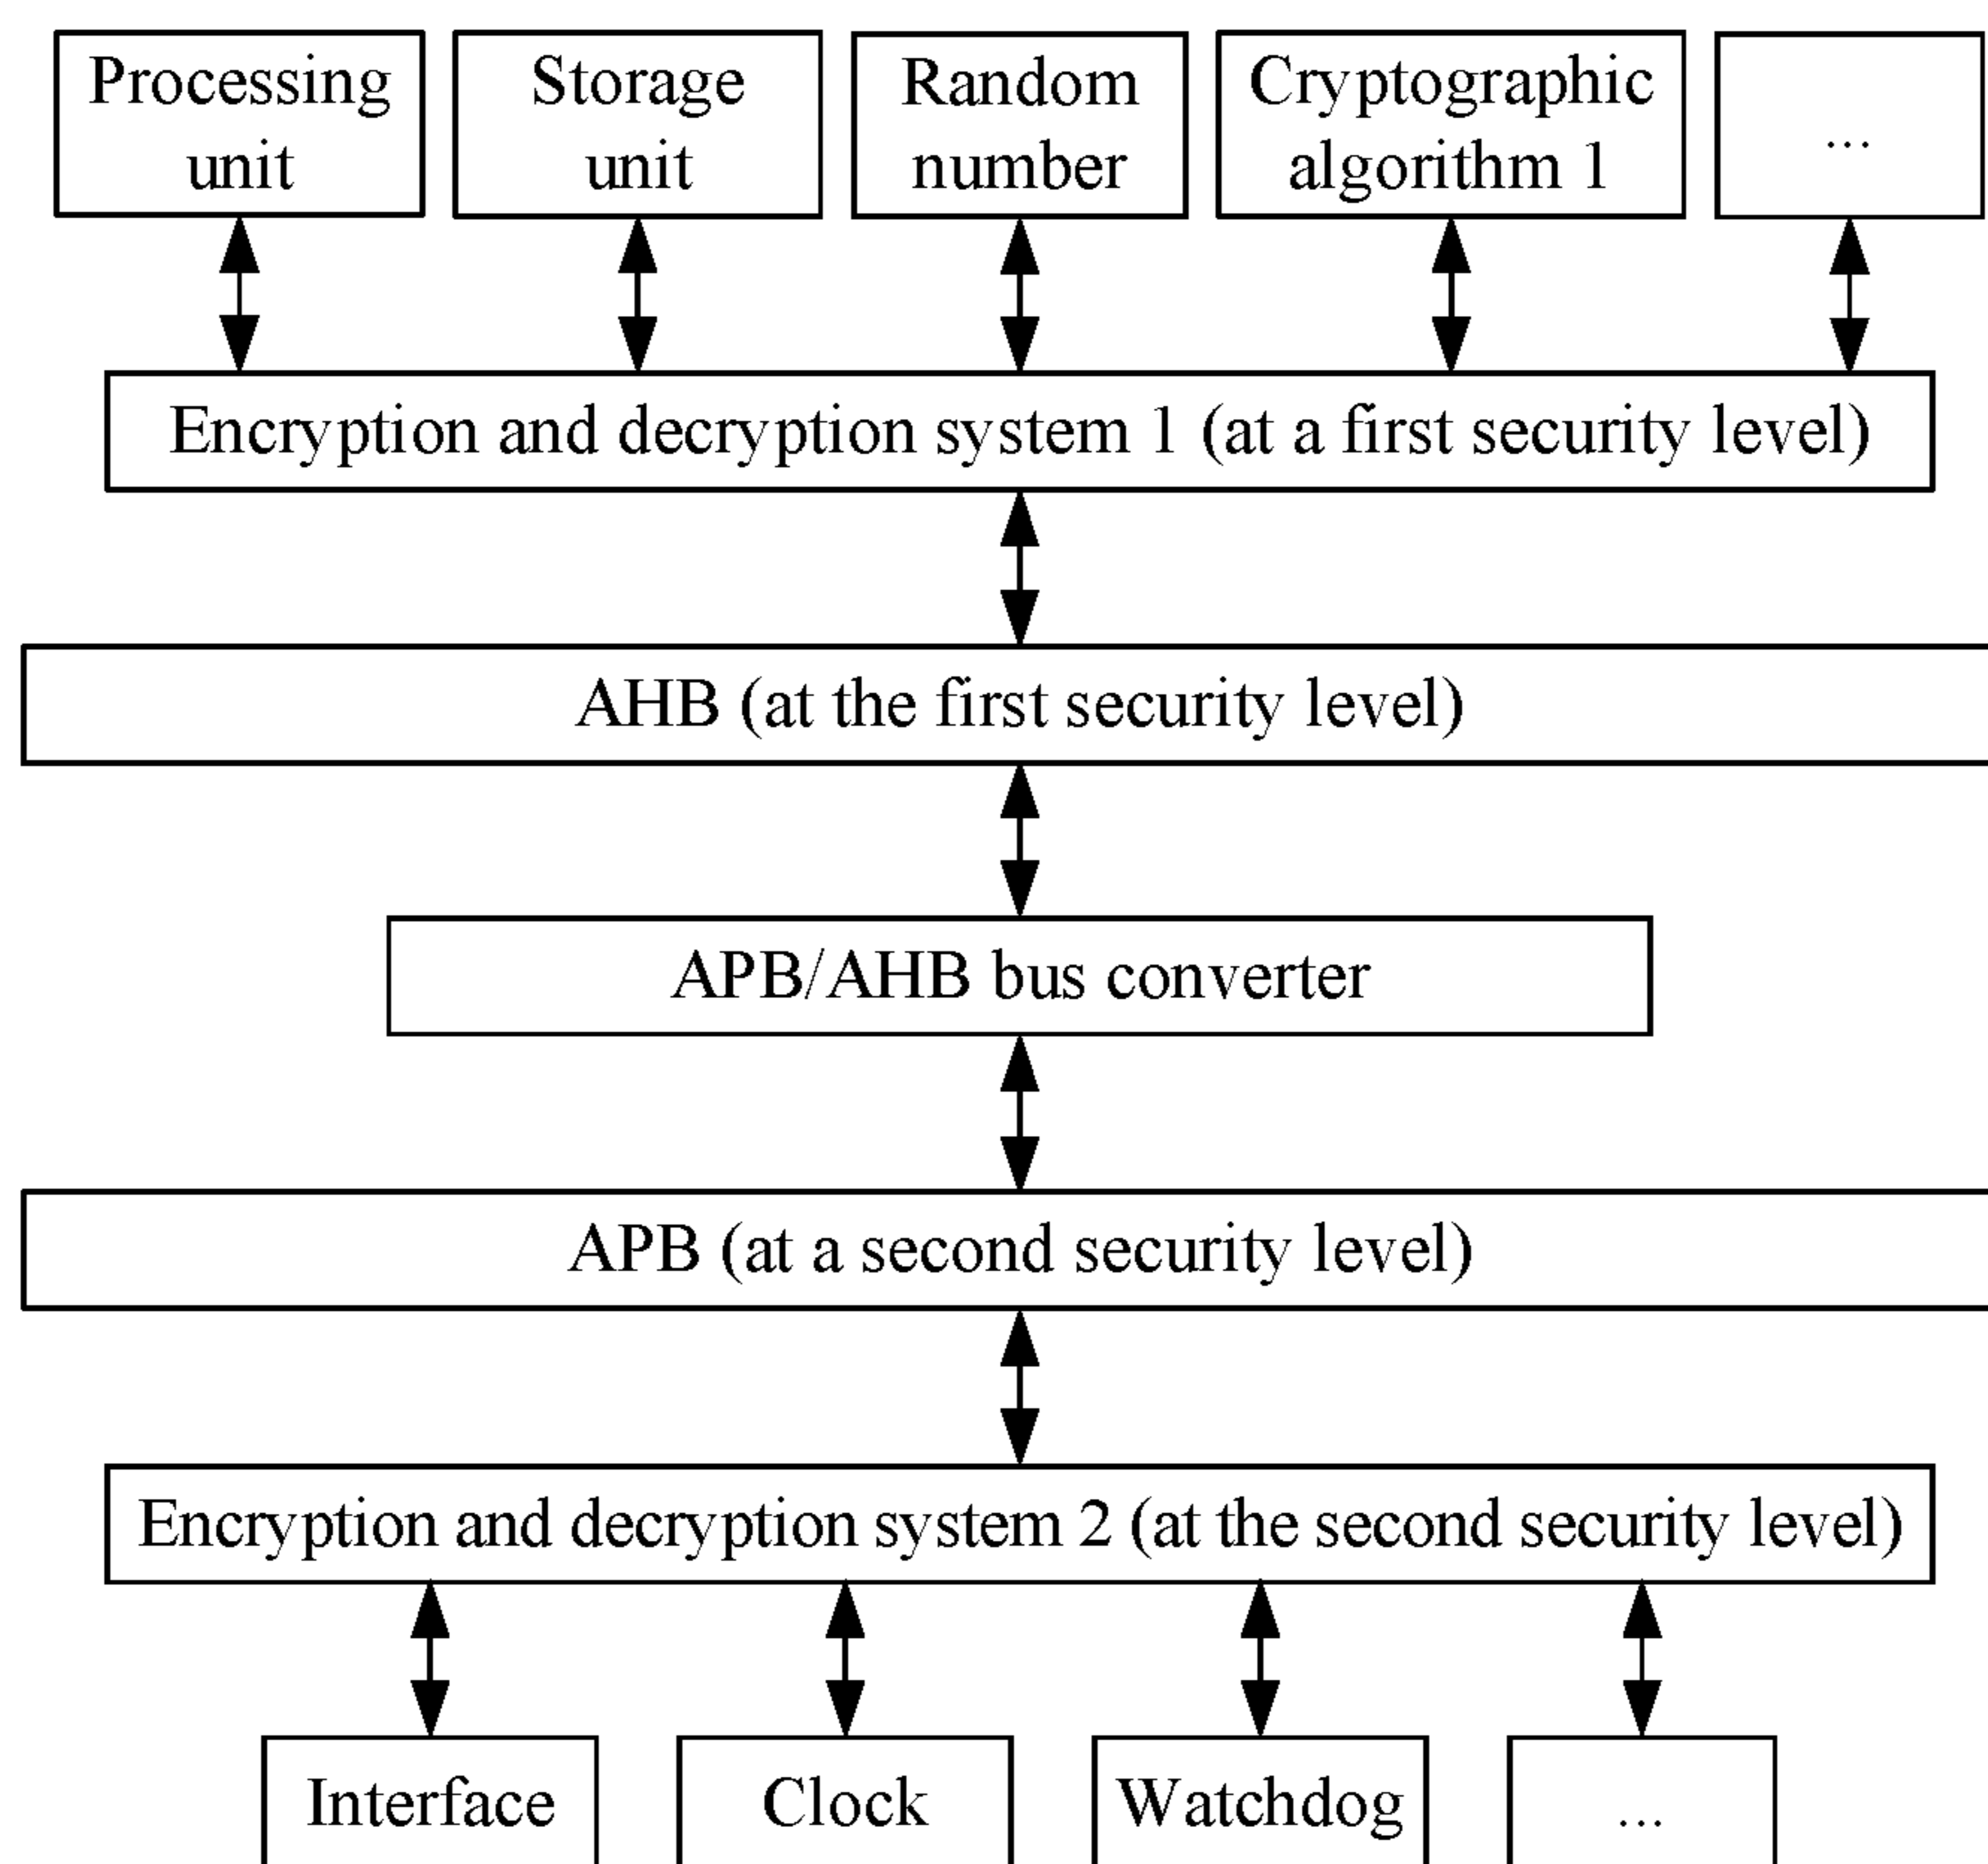 Processing
unit
Storage
unit
Random
number
Cryptographic
algorithm 1
...
Encryption and decryption system 1 (at a first security level)
AHB (at the first security level)
APB/AHB bus converter
APB (at a second security level)
Encryption and decryption system 2 (at the second security level)
Interface
Clock
Watchdog
...